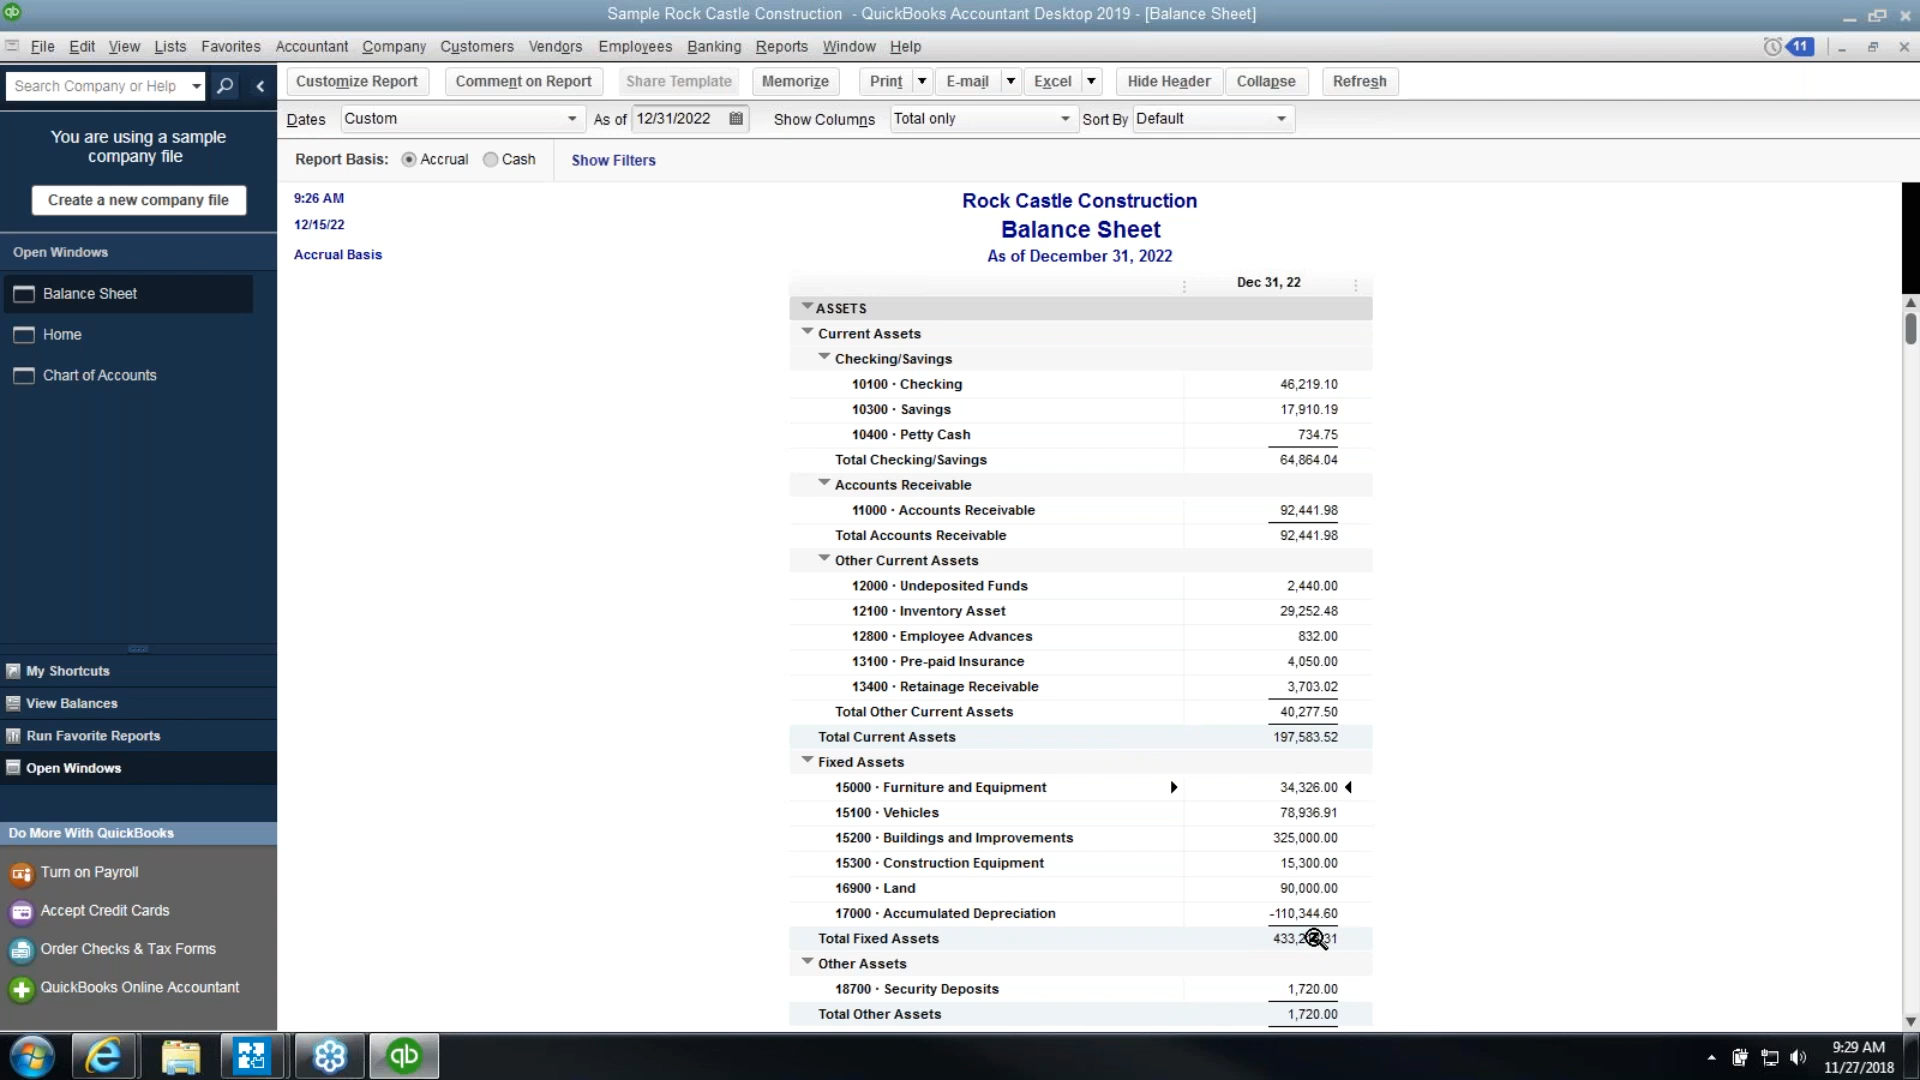 Sample Rock Castle Construction - QuickBooks Accountant Desktop 2019 - [Balance Sheet]
File Edit View Lists Favorites Accountant Company Customers Vendors Employees Banking Reports Window Help 11
Search Company or Help
Customize Report Comment on Report Share Template Memorize Print E-mail Excel Hide Header Collapse Refresh
Dates Custom As of 12/31/2022 Show Columns Total only Sort By Default
Report Basis: Accrual Cash Show Filters
You are using a sample
company file
Create a new company file
Open Windows
Balance Sheet
Home
Chart of Accounts
My Shortcuts
View Balances
Run Favorite Reports
Open Windows
Do More With QuickBooks
Turn on Payroll
Accept Credit Cards
Order Checks & Tax Forms
QuickBooks Online Accountant
9:26 AM
12/15/22
Accrual Basis
Rock Castle Construction
Balance Sheet
As of December 31, 2022
Dec 31, 22
ASSETS
Current Assets
Checking/Savings
10100 · Checking 46,219.10
10300 · Savings 17,910.19
10400 · Petty Cash 734.75
Total Checking/Savings 64,864.04
Accounts Receivable
11000 · Accounts Receivable 92,441.98
Total Accounts Receivable 92,441.98
Other Current Assets
12000 · Undeposited Funds 2,440.00
12100 · Inventory Asset 29,252.48
12800 · Employee Advances 832.00
13100 · Pre-paid Insurance 4,050.00
13400 · Retainage Receivable 3,703.02
Total Other Current Assets 40,277.50
Total Current Assets 197,583.52
Fixed Assets
15000 · Furniture and Equipment 34,326.00
15100 · Vehicles 78,936.91
15200 · Buildings and Improvements 325,000.00
15300 · Construction Equipment 15,300.00
16900 · Land 90,000.00
17000 · Accumulated Depreciation -110,344.60
Total Fixed Assets
Other Assets
18700 · Security Deposits 1,720.00
Total Other Assets 1,720.00
qb
9:29 AM
11/27/2018